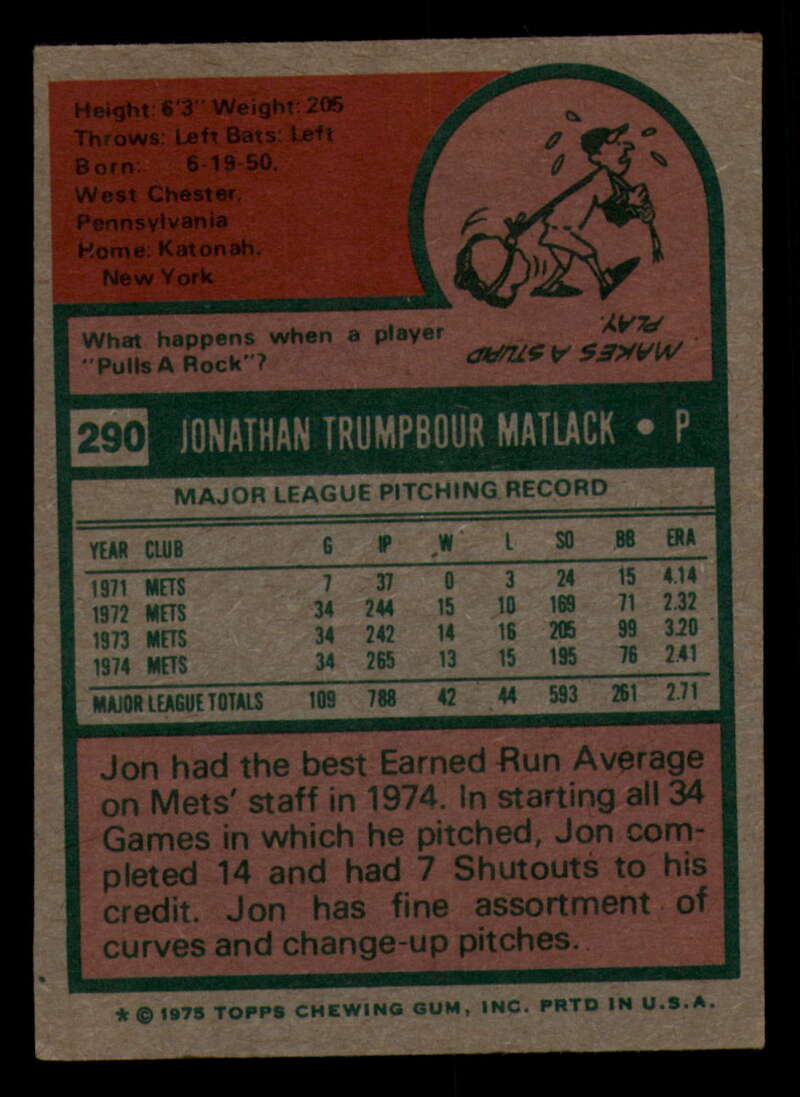 Height: 6'3" Weight: 205
Throws: Left Bats: Left
Born: 6-19-50.
West Chester,
Pennsylvania
Home: Katonah,
New York
What happens when a player
"Pulls A Rock"?
MAKES A STUPID
PLAY.
290 JONATHAN TRUMPBOUR MATLACK • P
MAJOR LEAGUE PITCHING RECORD
YEAR CLUB G IP W L SO BB ERA
1971 METS 7 37 0 3 24 15 4.14
1972 METS 34 244 15 10 169 71 2.32
1973 METS 34 242 14 16 205 99 3.20
1974 METS 34 265 13 15 195 76 2.41
MAJOR LEAGUE TOTALS 109 788 42 44 593 261 2.71
Jon had the best Earned Run Average
on Mets' staff in 1974. In starting all 34
Games in which he pitched, Jon com-
pleted 14 and had 7 Shutouts to his
credit. Jon has fine assortment of
curves and change-up pitches.
* © 1975 TOPPS CHEWING GUM, INC. PRTD IN U.S.A.